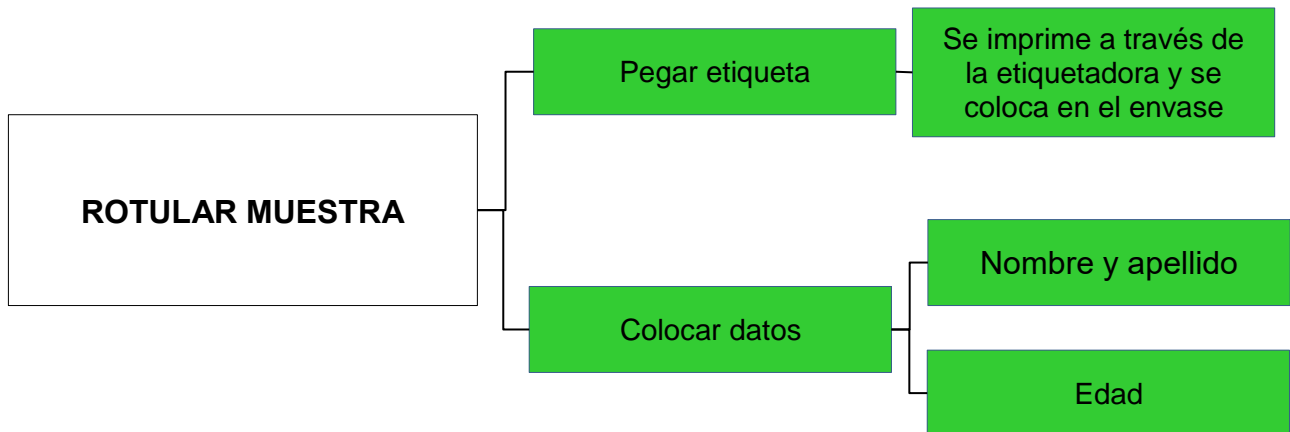 ROTULAR MUESTRA
Pegar etiqueta
Se imprime a través de
la etiquetadora y se
coloca en el envase
Colocar datos
Nombre y apellido
Edad